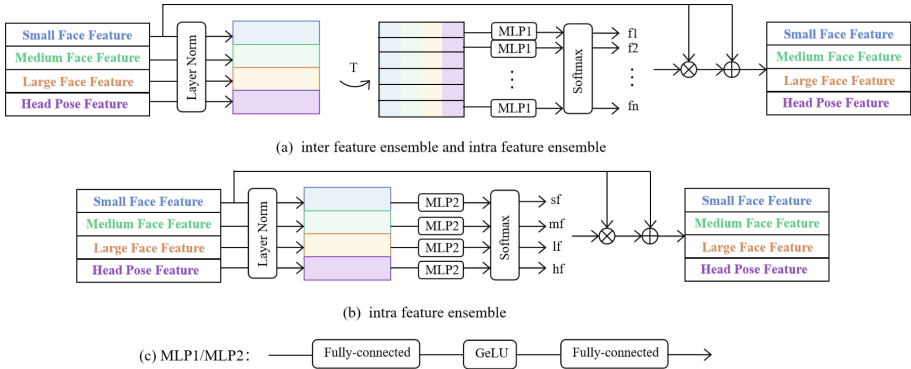 Small Face Feature
Medium Face Feature
Large Face Feature
Head Pose Feature
Layer Norm
T
MLP1
MLP1
MLP1
Softmax
f1
f2
fn
Small Face Feature
Medium Face Feature
Large Face Feature
Head Pose Feature
(a) inter feature ensemble and intra feature ensemble
Small Face Feature
Medium Face Feature
Large Face Feature
Head Pose Feature
Layer Norm
MLP2
MLP2
MLP2
MLP2
Softmax
sf
mf
lf
hf
Small Face Feature
Medium Face Feature
Large Face Feature
Head Pose Feature
(b) intra feature ensemble
(c) MLP1/MLP2:
Fully-connected
GeLU
Fully-connected